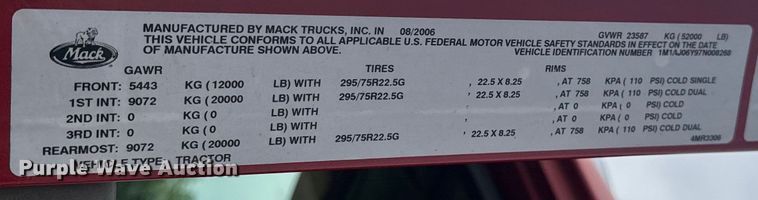 Mack
MANUFACTURED BY MACK TRUCKS, INC. IN 08/2006 GVWR 23587 KG ( 52000 LB)
THIS VEHICLE CONFORMS TO ALL APPLICABLE U.S. FEDERAL MOTOR VEHICLE SAFETY STANDARDS IN EFFECT ON THE DATE
OF MANUFACTURE SHOWN ABOVE. VEHICLE IDENTIFICATION NUMBER 1M1AJ06Y97N008268
GAWR TIRES RIMS
FRONT: 5443 KG ( 12000 LB) WITH 295/75R22.5G , 22.5 X 8.25 , AT 758 KPA ( 110 PSI) COLD SINGLE
1ST INT: 9072 KG ( 20000 LB) WITH 295/75R22.5G , 22.5 X 8.25 , AT 758 KPA ( 110 PSI) COLD DUAL
2ND INT: 0 KG ( 0 LB) WITH , , AT 0 KPA ( 0 PSI) COLD
3RD INT: 0 KG ( 0 LB) WITH , , AT 0 KPA ( 0 PSI) COLD
REARMOST: 9072 KG ( 20000 LB) WITH 295/75R22.5G , 22.5 X 8.25 , AT 758 KPA ( 110 PSI) COLD DUAL
VEHICLE TYPE: TRACTOR 4MR3306
Purple Wave Auction